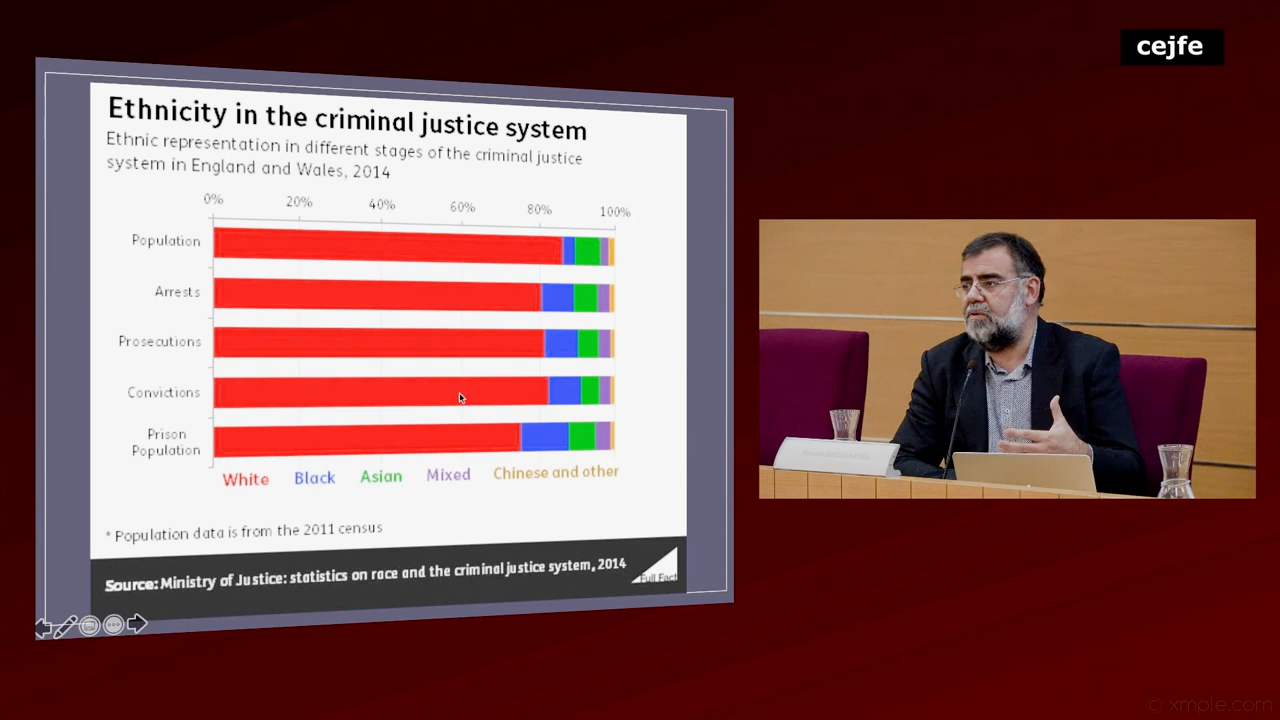 cejfe
Ethnicity in the criminal justice system
Ethnic representation in different stages of the criminal justice
system in England and Wales, 2014
0% 20% 40% 60% 80% 100%
Population
Arrests
Prosecutions
Convictions
Prison
Population
White Black Asian Mixed Chinese and other
* Population data is from the 2011 census
Source: Ministry of Justice: statistics on race and the criminal justice system, 2014
Full Fact
© xmple.com